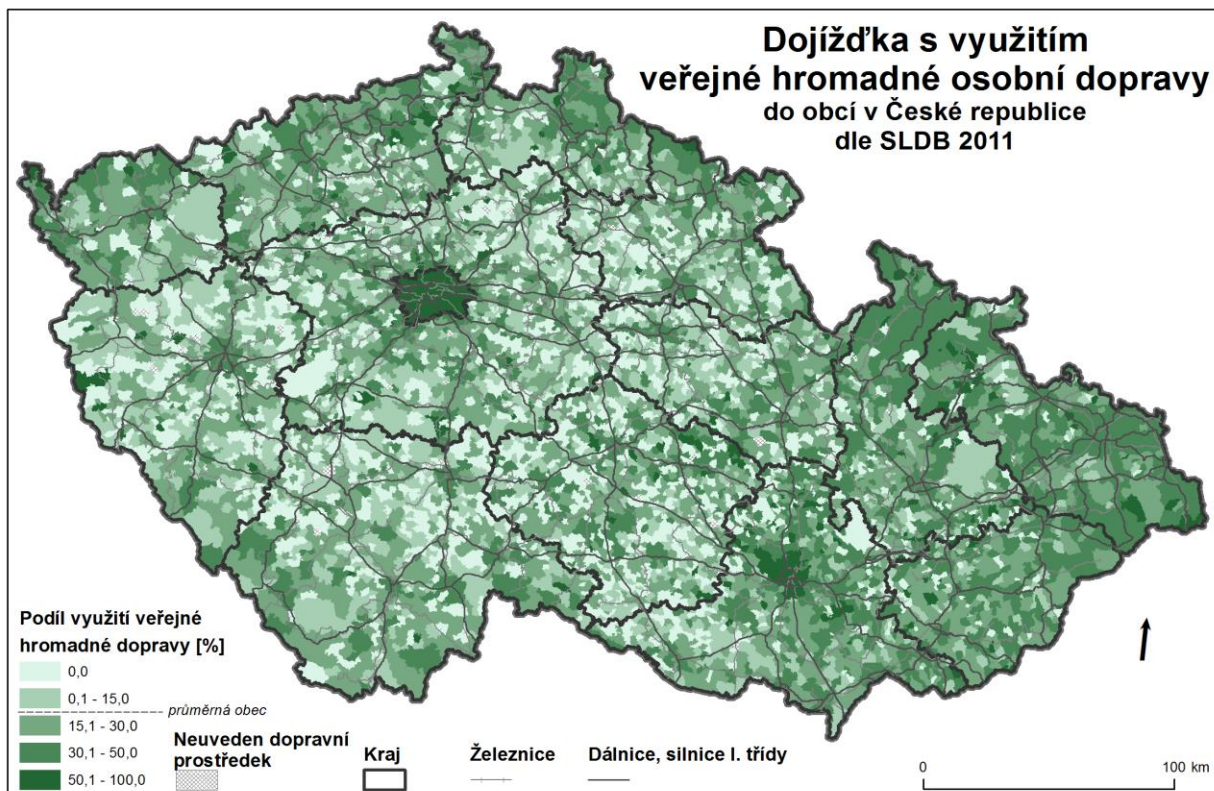 Dojížďka s využitím
veřejné hromadné osobní dopravy
do obcí v České republice
dle SLDB 2011
Podíl využití veřejné
hromadné dopravy [%]
0,0
0,1 - 15,0
průměrná obec
15,1 - 30,0
30,1 - 50,0
50,1 - 100,0
Neuveden dopravní
prostředek
Kraj
Železnice
Dálnice, silnice I. třídy
0 100 km